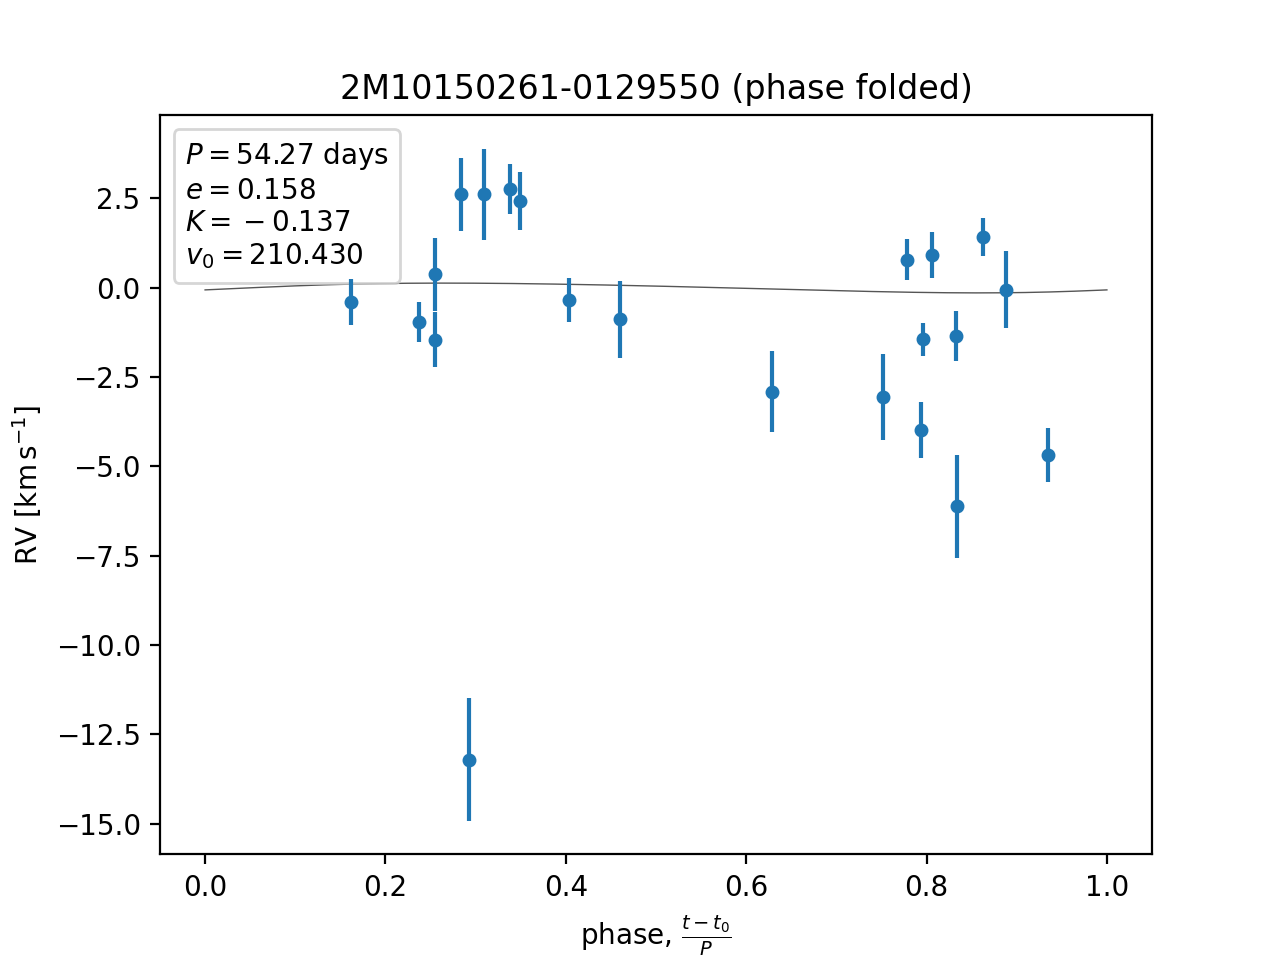 2M10150261-0129550 (phase folded)
P = 54.27 days
e = 0.158
K = −0.137
v₀ = 210.430
2.5
0.0
−2.5
−5.0
−7.5
−10.0
−12.5
−15.0
RV [km s⁻¹]
0.0 0.2 0.4 0.6 0.8 1.0
phase, (t − t₀)/P